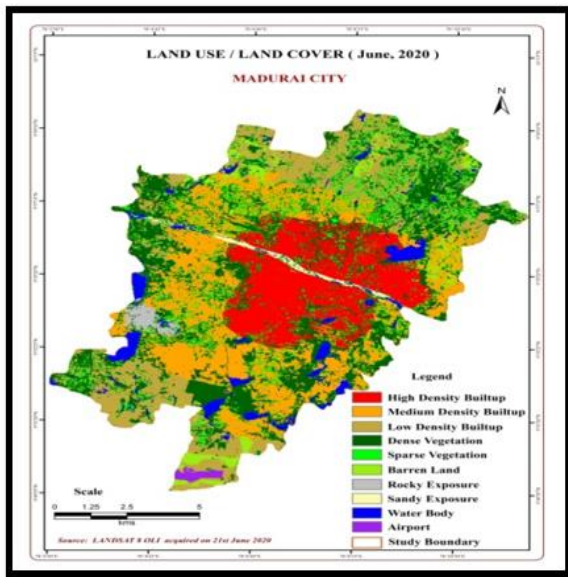 LAND USE / LAND COVER ( June, 2020 )
MADURAI CITY
N
Legend
High Density Builtup
Medium Density Builtup
Low Density Builtup
Dense Vegetation
Sparse Vegetation
Barren Land
Rocky Exposure
Sandy Exposure
Water Body
Airport
Study Boundary
Scale
0 1.25 2.5 5
kms
Source: LANDSAT 8 OLI acquired on 21st June 2020